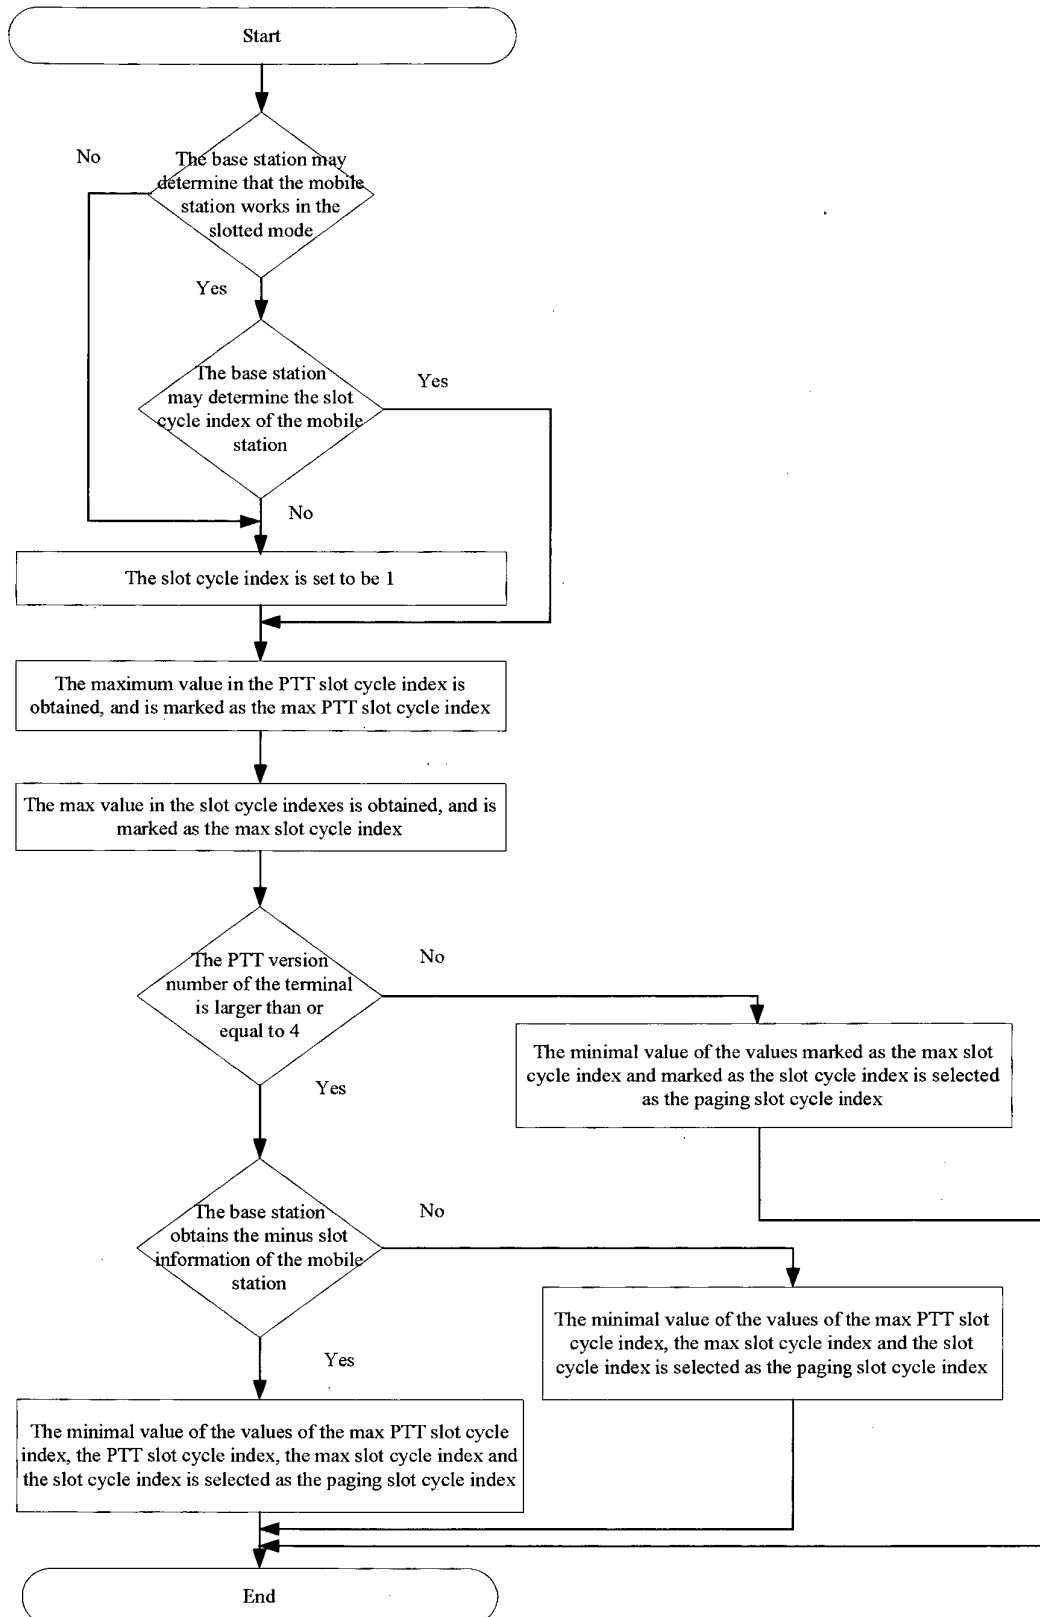 Start
No
The base station may
determine that the mobile
station works in the
slotted mode
Yes
The base station
may determine the slot
cycle index of the mobile
station
Yes
No
The slot cycle index is set to be 1
The maximum value in the PTT slot cycle index is
obtained, and is marked as the max PTT slot cycle index
The max value in the slot cycle indexes is obtained, and is
marked as the max slot cycle index
The PTT version
number of the terminal
is larger than or
equal to 4
No
The minimal value of the values marked as the max slot
cycle index and marked as the slot cycle index is selected
as the paging slot cycle index
Yes
The base station
obtains the minus slot
information of the mobile
station
No
The minimal value of the values of the max PTT slot
cycle index, the max slot cycle index and the slot
cycle index is selected as the paging slot cycle index
Yes
The minimal value of the values of the max PTT slot cycle
index, the PTT slot cycle index, the max slot cycle index and
the slot cycle index is selected as the paging slot cycle index
End